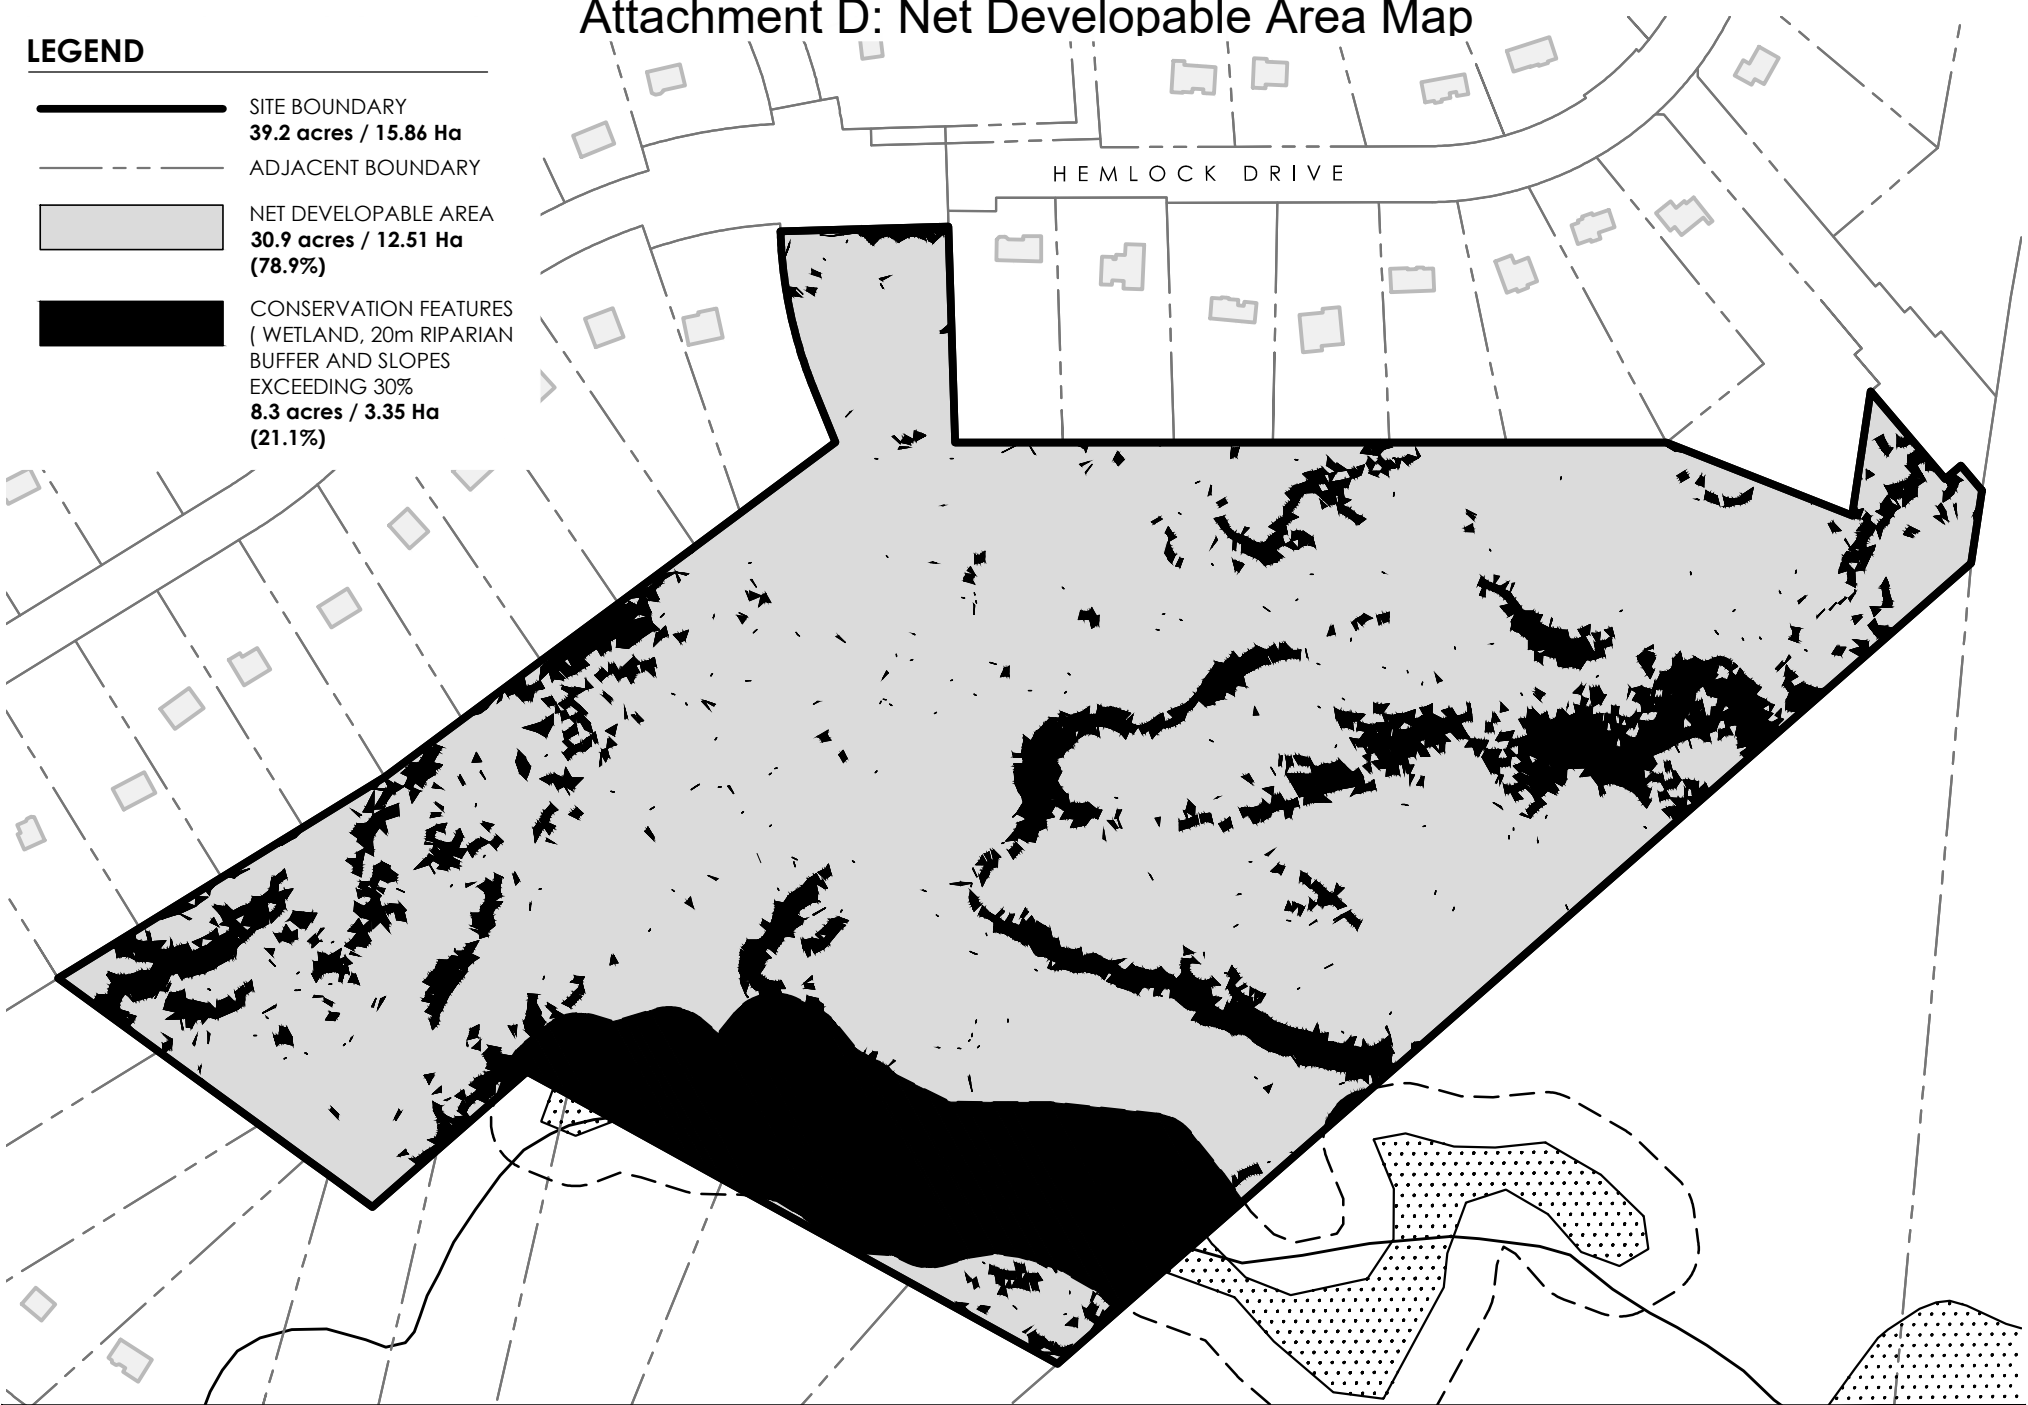 Attachment D: Net Developable Area Map
LEGEND
SITE BOUNDARY
39.2 acres / 15.86 Ha
ADJACENT BOUNDARY
NET DEVELOPABLE AREA
30.9 acres / 12.51 Ha
(78.9%)
CONSERVATION FEATURES
( WETLAND, 20m RIPARIAN
BUFFER AND SLOPES
EXCEEDING 30%
8.3 acres / 3.35 Ha
(21.1%)
HEMLOCK DRIVE